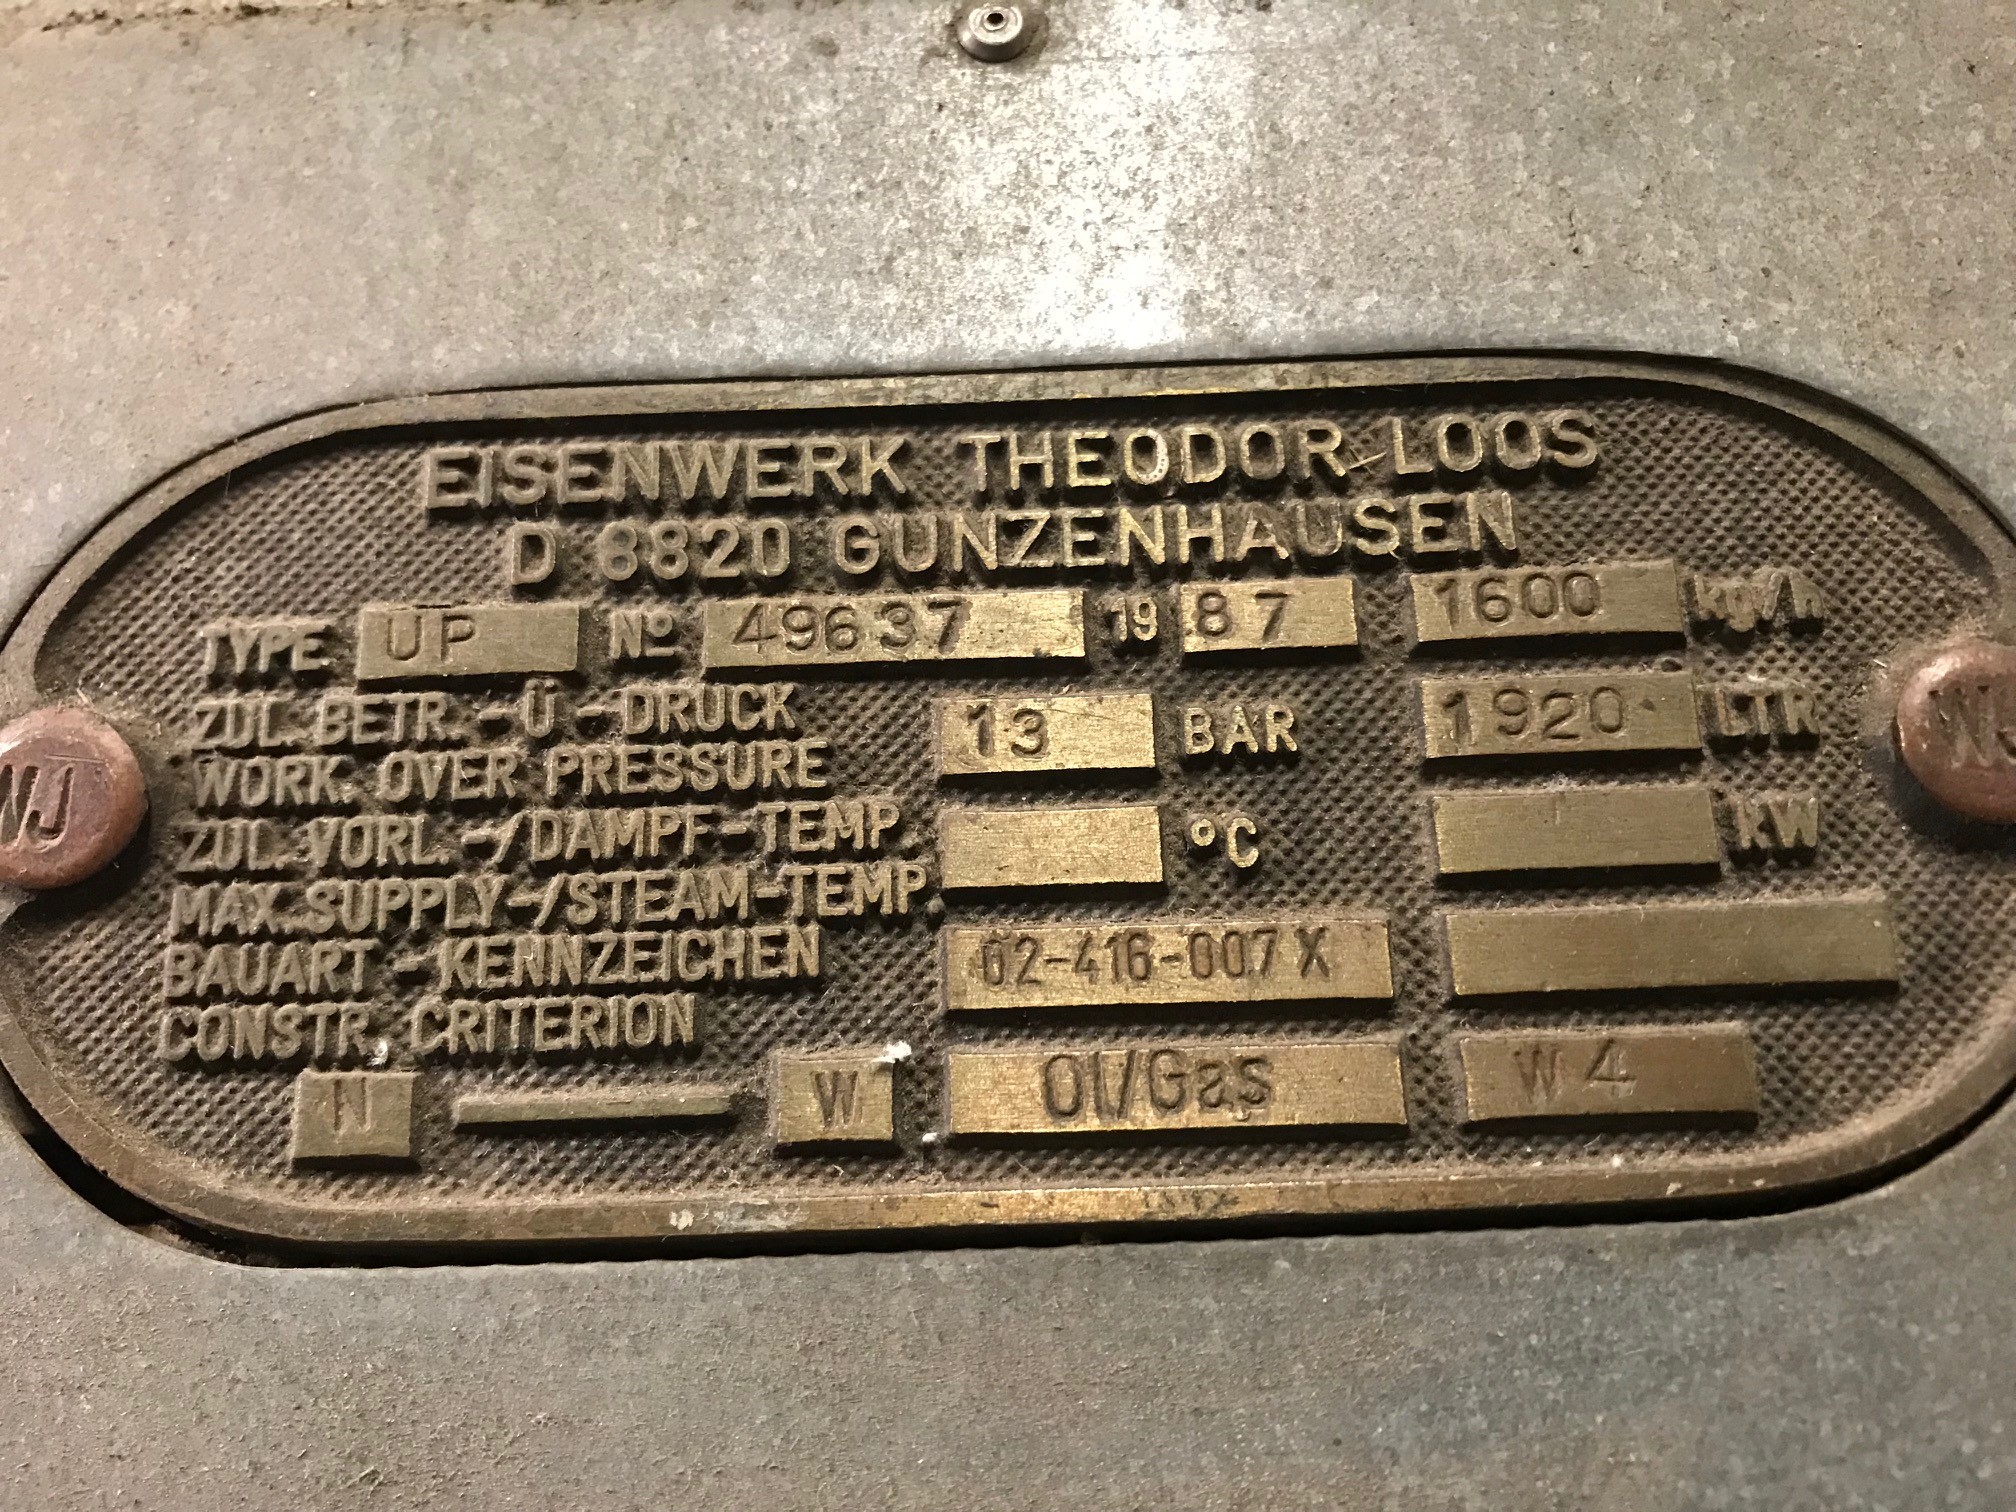 EISENWERK THEODOR LOOS
D 8820 GUNZENHAUSEN
TYPE UP Nº 49637 19 87 1600 kg/h
ZUL. BETR. - Ü - DRUCK 13 BAR 1920 LTR
WORK. OVER PRESSURE
ZUL. VORL. -/DAMPF-TEMP. °C KW
MAX. SUPPLY-/STEAM-TEMP.
BAUART - KENNZEICHEN 02-416-007 X
CONSTR. CRITERION
N W Öl/Gas W 4